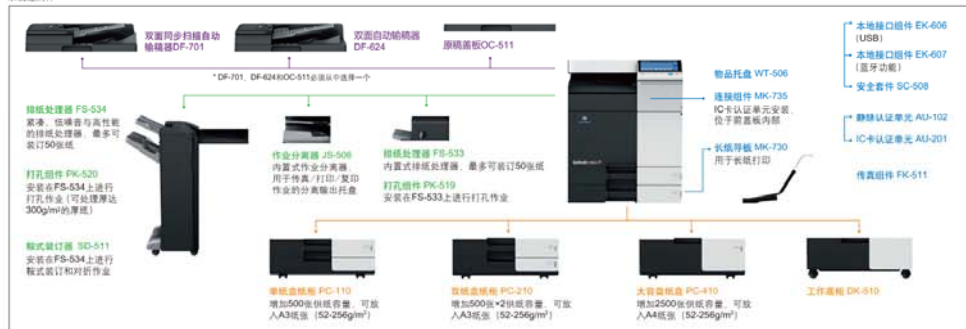 双面同步扫描自动
输稿器DF-701
双面自动输稿器
DF-624
原稿盖板OC-511
* DF-701、DF-624和OC-511必须从中选择一个
本地接口组件 EK-606
(USB)
本地接口组件 EK-607
(蓝牙功能)
安全套件 SC-508
静脉认证单元 AU-102
IC卡认证单元 AU-201
传真组件 FK-511
物品托盘 WT-506
连接组件 MK-735
IC卡认证单元安装、
位于前盖板内部
长纸导板 MK-730
用于长纸打印
排纸处理器 FS-534
紧凑、低噪音与高性能
的排纸处理器，最多可
装订50张纸
打孔组件 PK-520
安装在FS-534上进行
打孔作业（可处理厚达
300g/m²的厚纸）
鞍式装订器 SD-511
安装在FS-534上进行
鞍式装订和对折作业
作业分离器 JS-506
内置式作业分离器，
用于传真/打印/复印
作业的分离输出托盘
排纸处理器 FS-533
内置式排纸处理器，最多可装订50张纸
打孔组件 PK-519
安装在FS-533上进行打孔作业
单纸盒纸柜 PC-110
增加500张供纸容量，可放
入A3纸张（52-256g/m²）
双纸盒纸柜 PC-210
增加500张×2供纸容量，可放
入A3纸张（52-256g/m²）
大容量纸盒 PC-410
增加2500张供纸容量，可放
入A4纸张（52-256g/m²）
工作底柜 DK-510